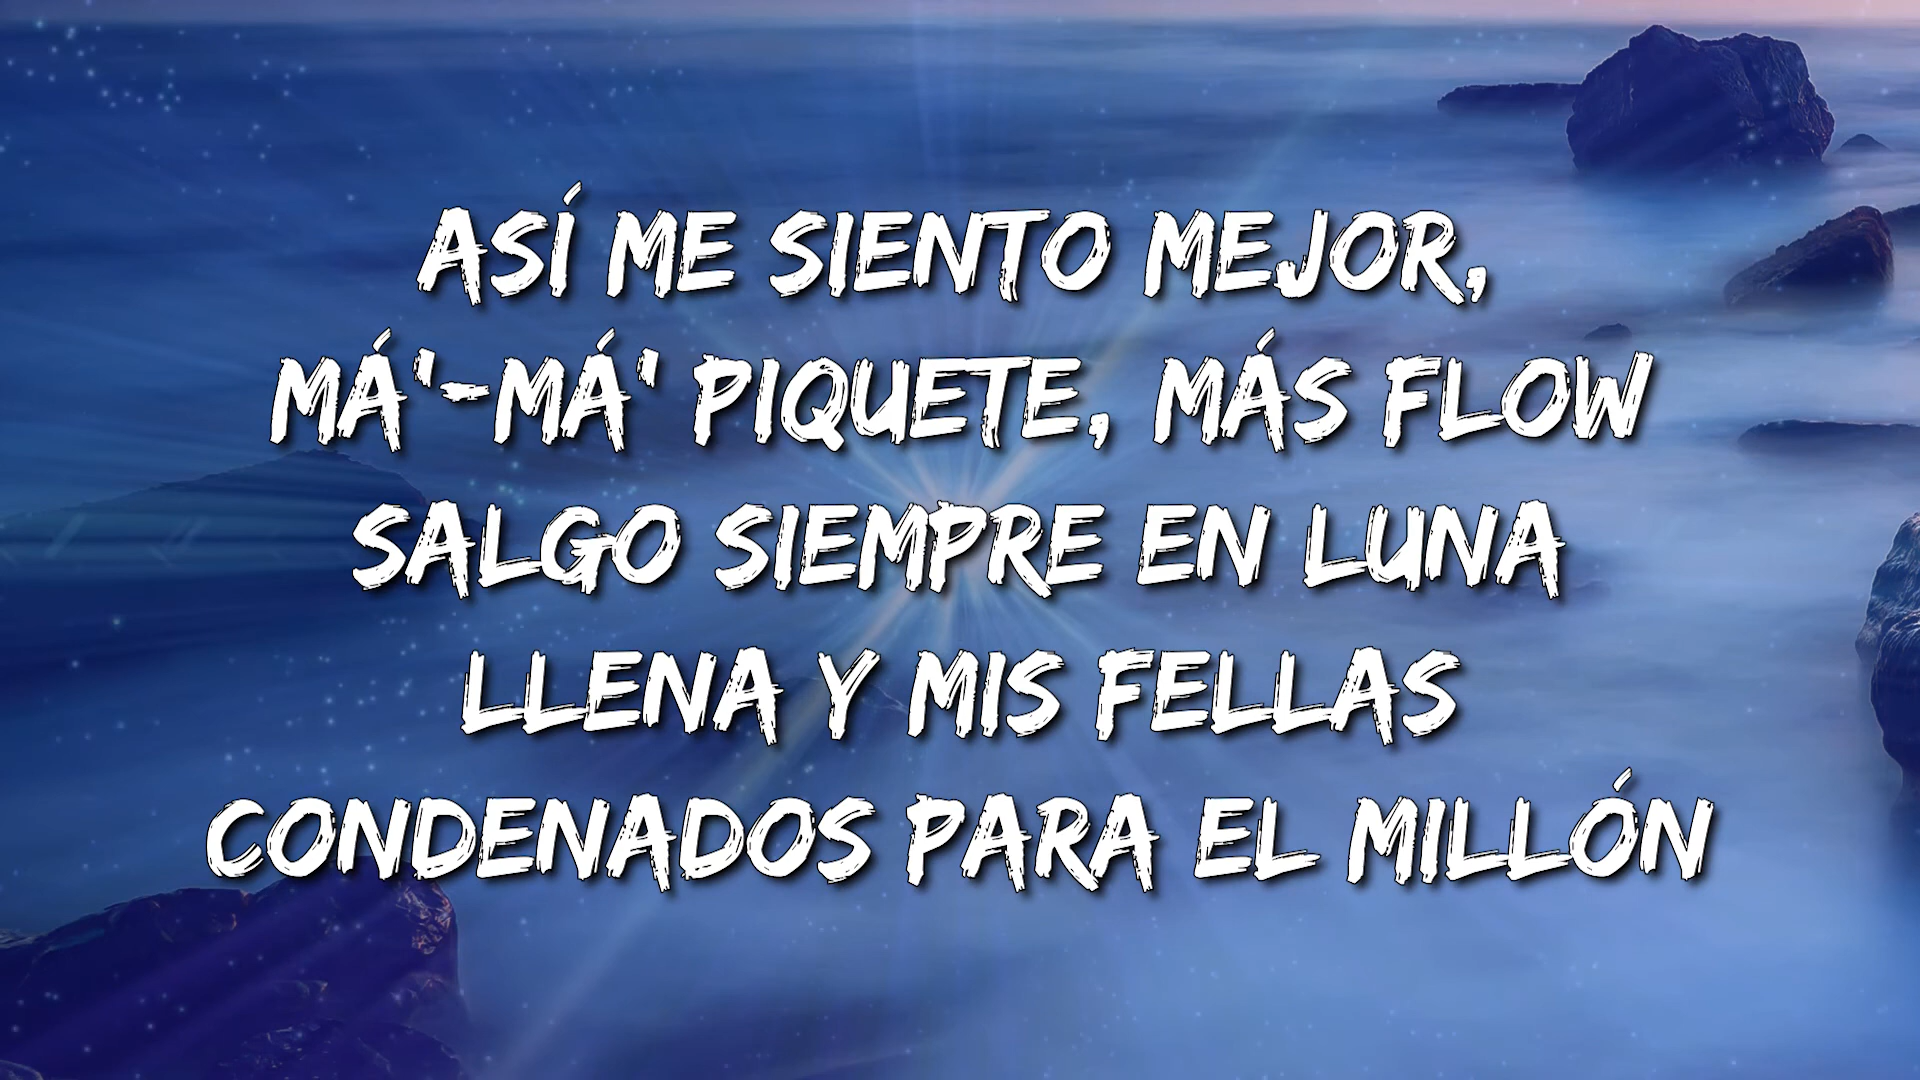 ASÍ ME SIENTO MEJOR,
MÁ'-MÁ' PIQUETE, MÁS FLOW
SALGO SIEMPRE EN LUNA
LLENA Y MIS FELLAS
CONDENADOS PARA EL MILLÓN